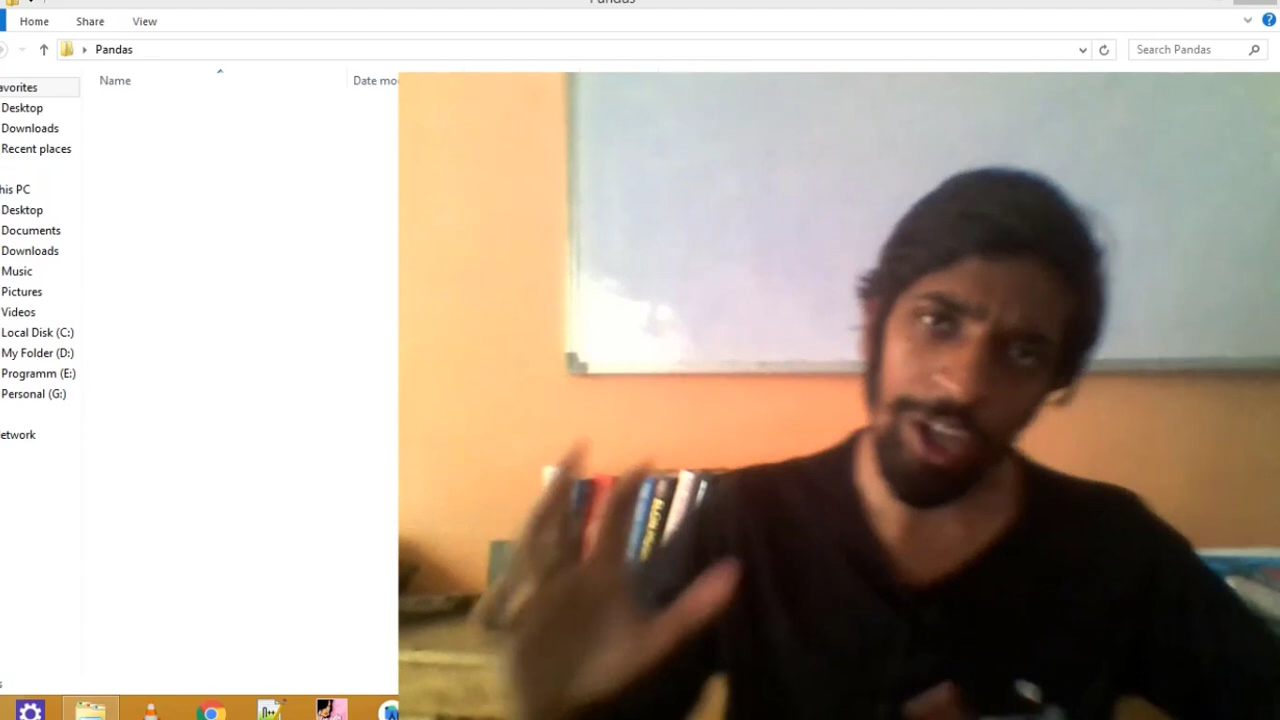 Pandas
Home Share View
Pandas
Search Pandas
Name
Date mo
avorites
Desktop
Downloads
Recent places
his PC
Desktop
Documents
Downloads
Music
Pictures
Videos
Local Disk (C:)
My Folder (D:)
Programm (E:)
Personal (G:)
etwork